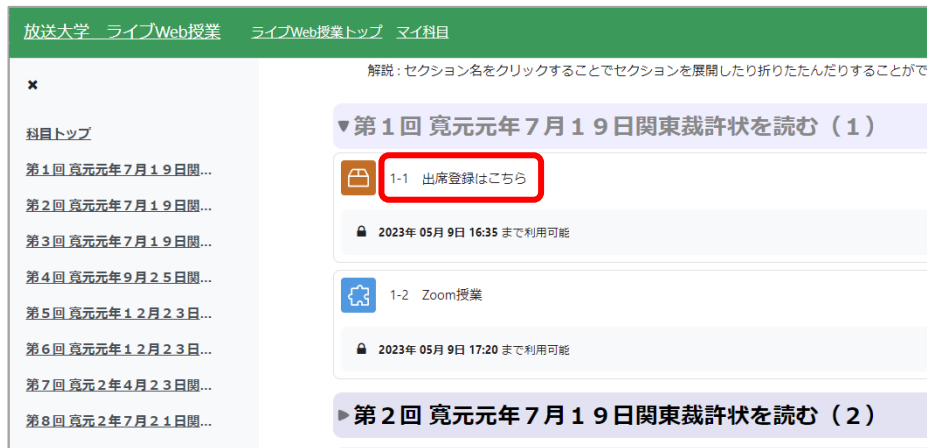 放送大学　ライブWeb授業　ライブWeb授業トップ　マイ科目
×
科目トップ
第１回 寛元元年７月１９日関...
第２回 寛元元年７月１９日関...
第３回 寛元元年７月１９日関...
第４回 寛元元年９月２５日関...
第５回 寛元元年１２月２３日...
第６回 寛元元年１２月２３日...
第７回 寛元２年４月２３日関...
第８回 寛元２年７月２１日関...
解説 : セクション名をクリックすることでセクションを展開したり折りたたんだりすることがで
▼第１回 寛元元年７月１９日関東裁許状を読む（１）
1-1　出席登録はこちら
2023年 05月 9日 16:35 まで利用可能
1-2　Zoom授業
2023年 05月 9日 17:20 まで利用可能
▶第２回 寛元元年７月１９日関東裁許状を読む（２）